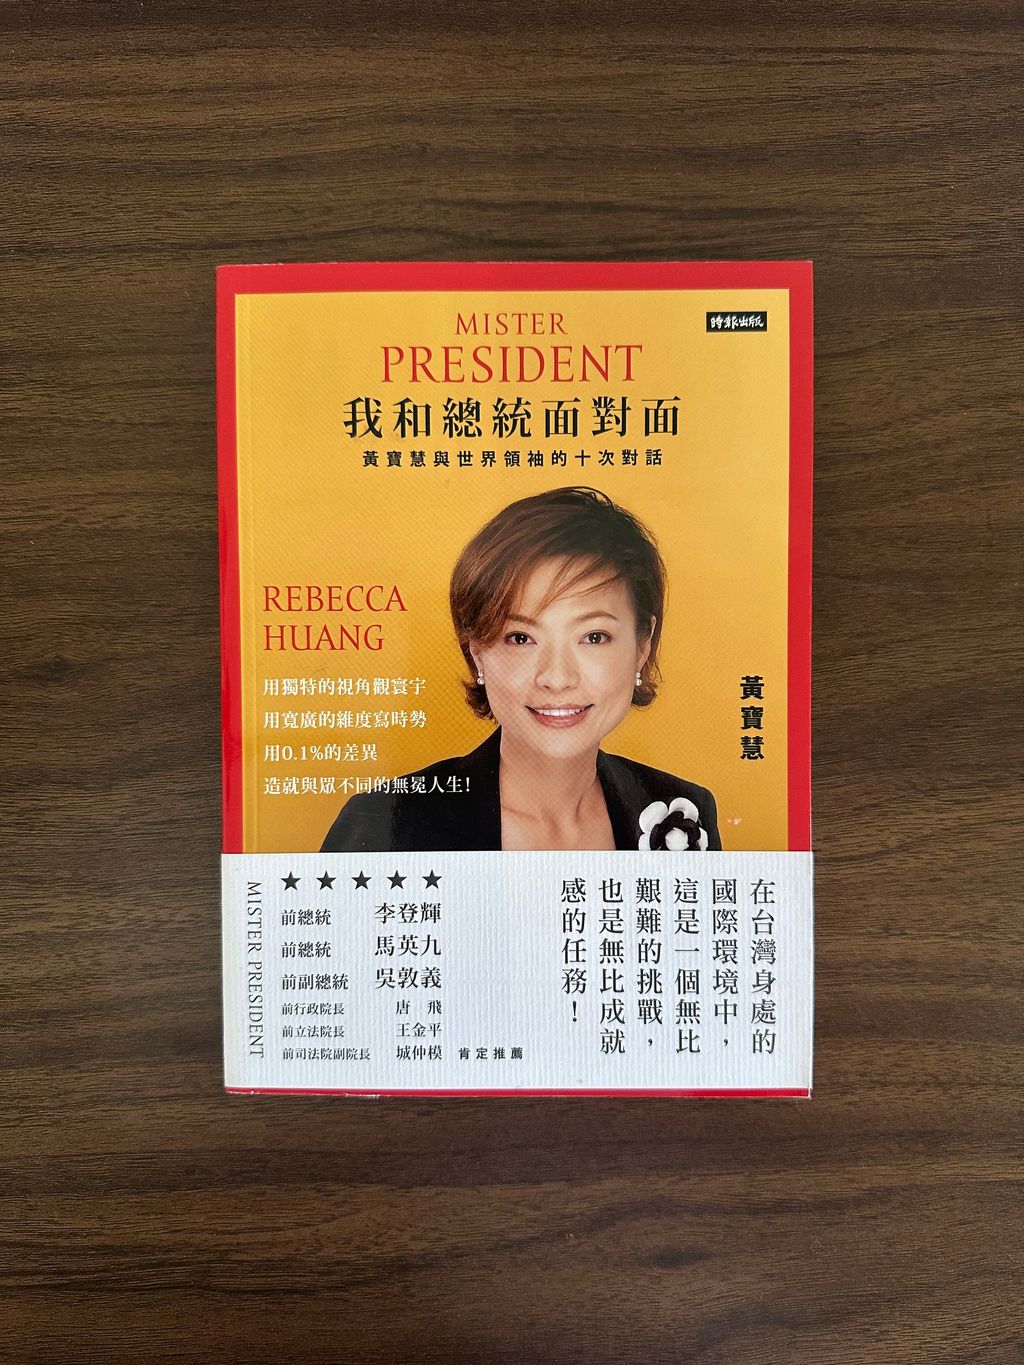 時報出版
MISTER
PRESIDENT
我和總統面對面
黃寶慧與世界領袖的十次對話
REBECCA
HUANG
用獨特的視角觀寰宇
用寬廣的維度寫時勢
用0.1%的差異
造就與眾不同的無冕人生!
黃寶慧
在台灣身處的
國際環境中，
這是一個無比
艱難的挑戰，
也是無比成就
感的任務！
★★★★★
前總統 李登輝
前總統 馬英九
前副總統 吳敦義
前行政院長 唐飛
前立法院長 王金平
前司法院副院長 城仲模 肯定推薦
MISTER PRESIDENT